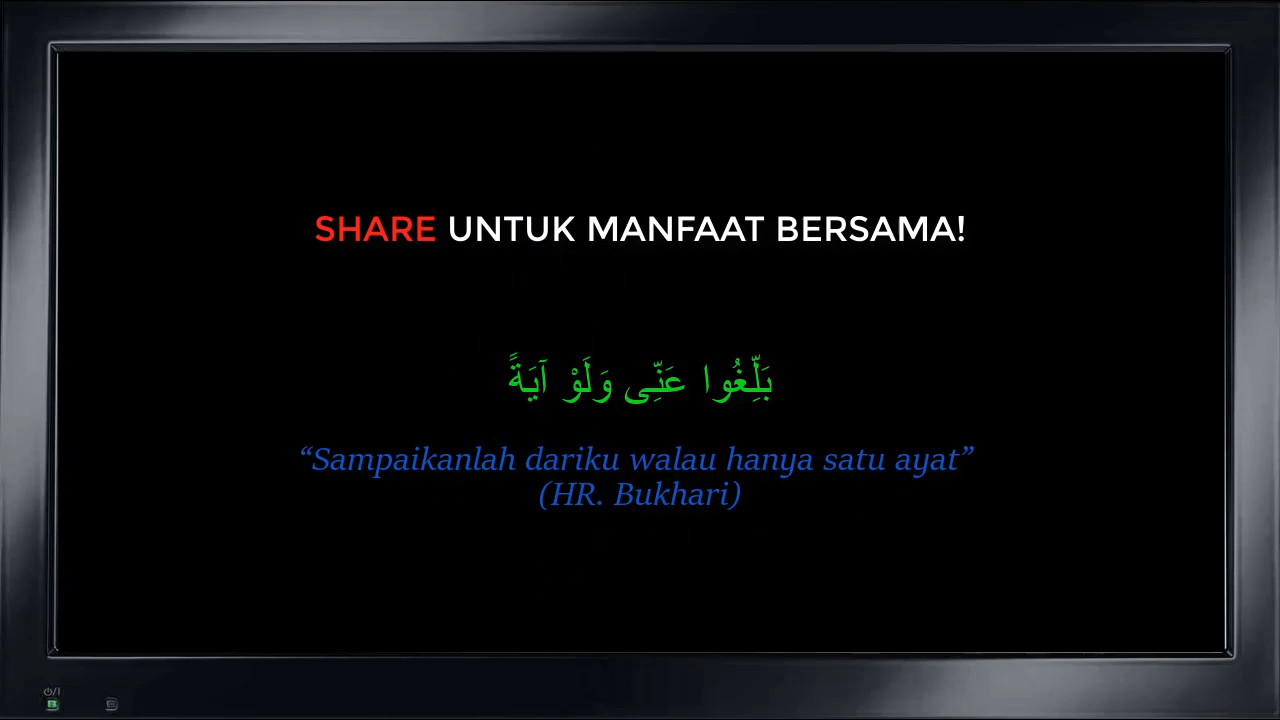 SHARE UNTUK MANFAAT BERSAMA!
بَلِّغُوا عَنِّى وَلَوْ آيَةً
“Sampaikanlah dariku walau hanya satu ayat”
(HR. Bukhari)